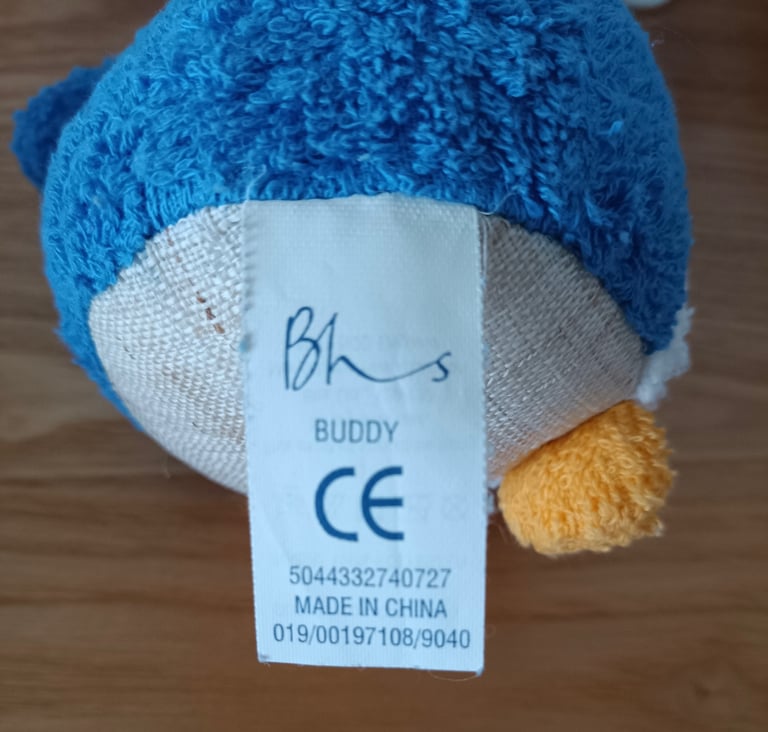 Bhs
BUDDY
CE
5044332740727
MADE IN CHINA
019/00197108/9040